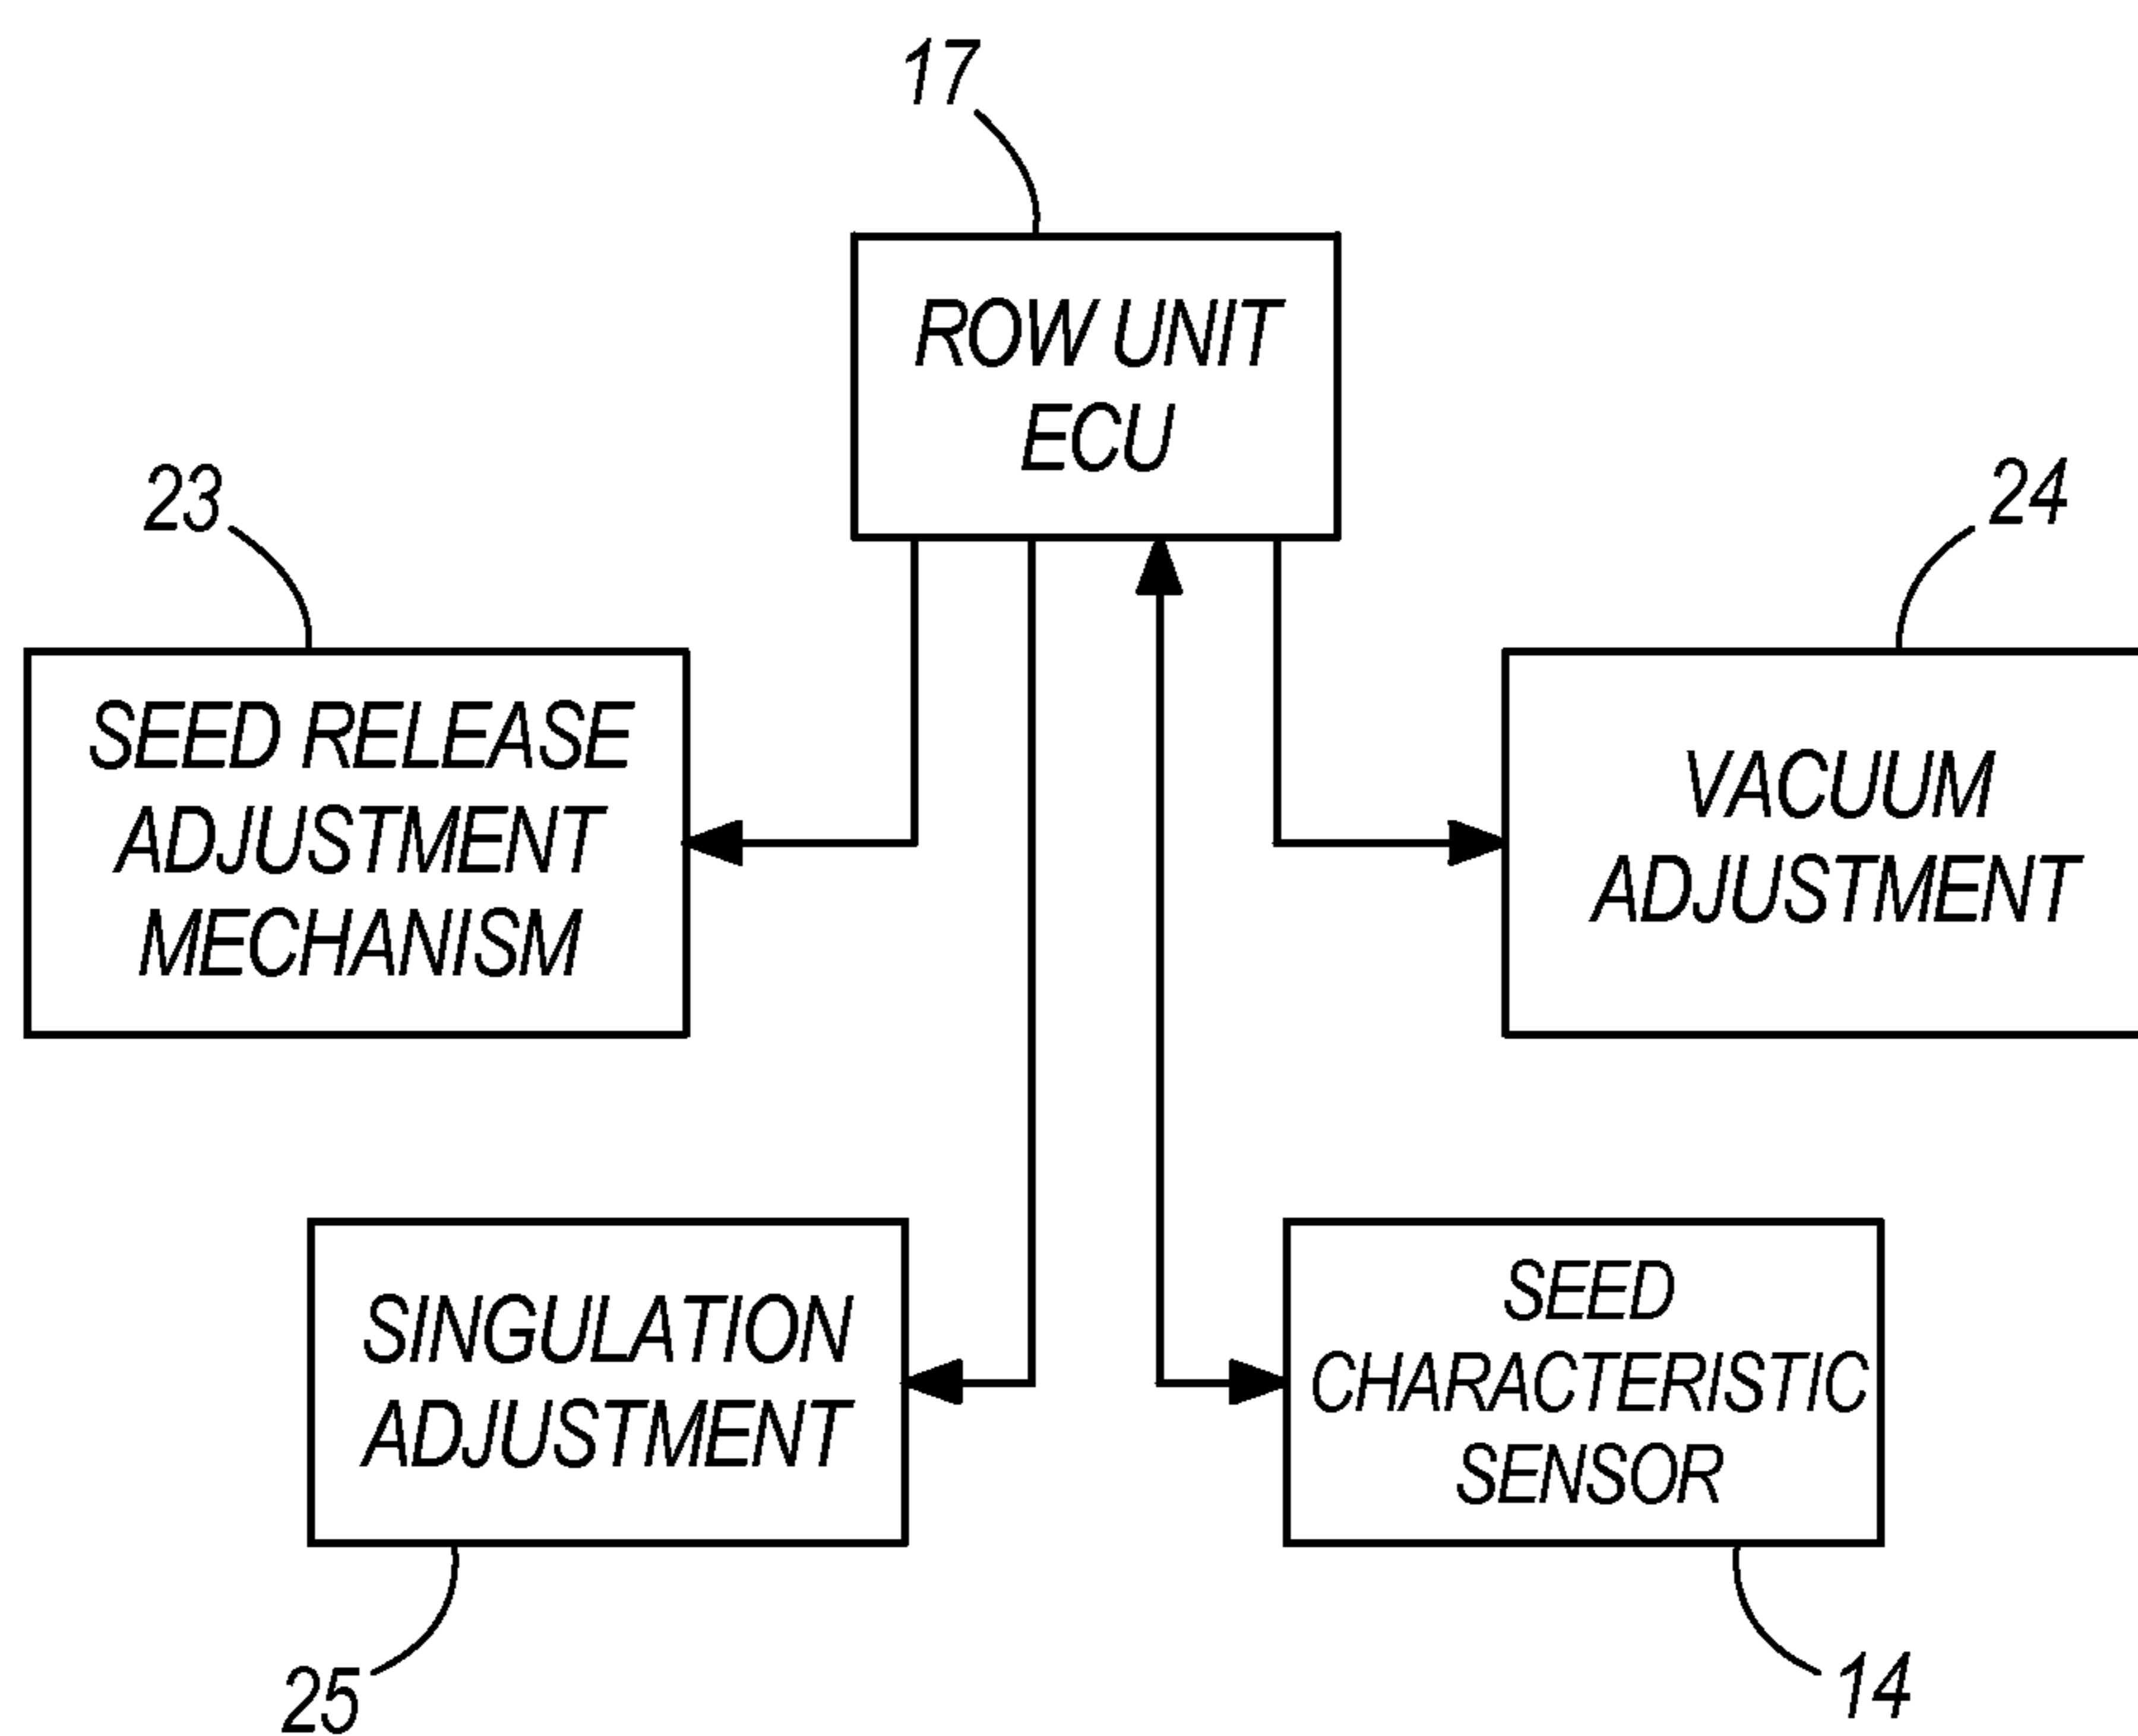 17
ROW UNIT
ECU
23
24
SEED RELEASE
ADJUSTMENT
MECHANISM
VACUUM
ADJUSTMENT
SINGULATION
ADJUSTMENT
SEED
CHARACTERISTIC
SENSOR
25
14